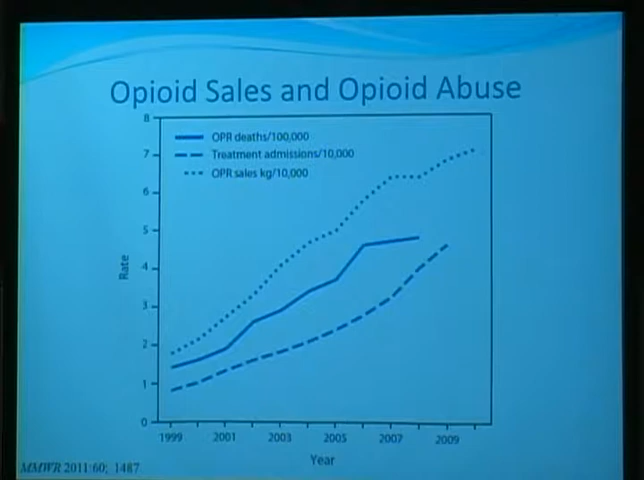 Opioid Sales and Opioid Abuse
8
OPR deaths/100,000
Treatment admissions/10,000
7
OPR sales kg/10,000
6
5
4
Rate
3
2
1
0
1999 2001 2003 2005 2007 2009
Year
MMWR 2011:60; 1487